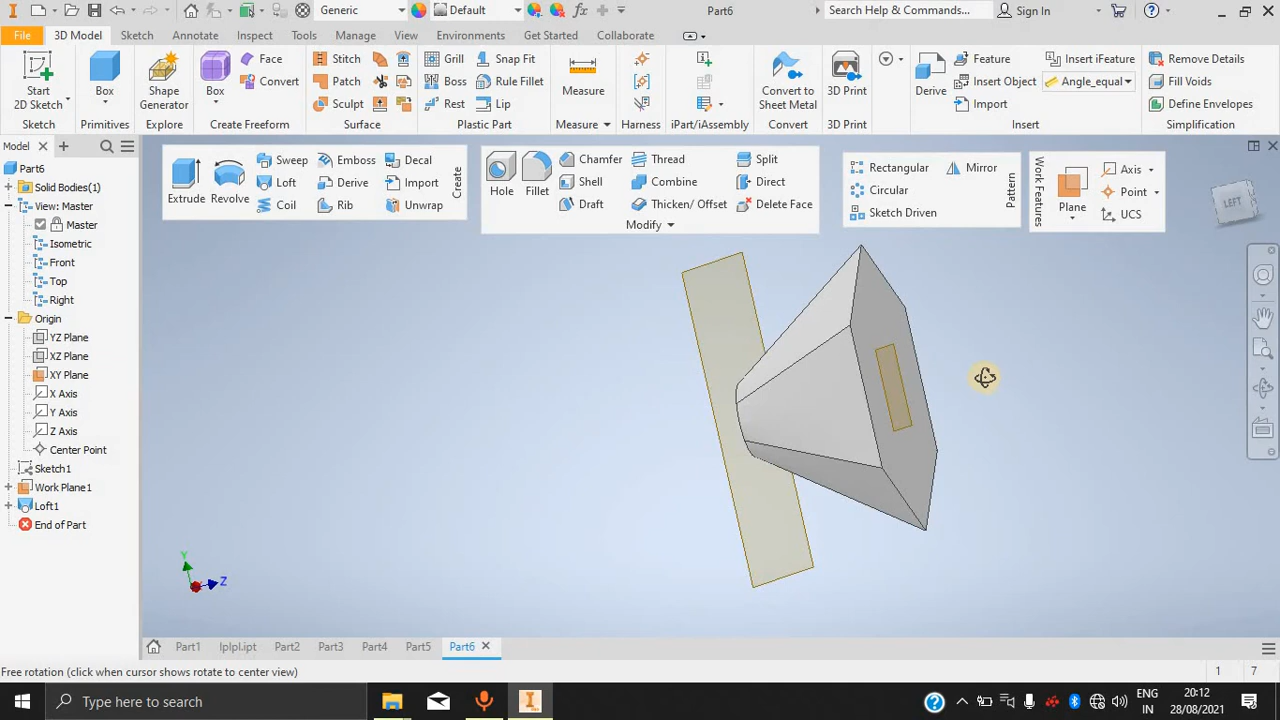 Generic Default Part6 Search Help & Commands... Sign In
File 3D Model Sketch Annotate Inspect Tools Manage View Environments Get Started Collaborate
Start 2D Sketch
Sketch
Box
Primitives
Shape Generator
Explore
Box Face Convert
Create Freeform
Stitch Patch Sculpt
Surface
Grill Boss Rest Snap Fit Rule Fillet Lip
Plastic Part
Measure
Measure
Harness
iPart/iAssembly
Convert to Sheet Metal
Convert
3D Print
3D Print
Derive Feature Insert Object Import Insert iFeature Angle_equal
Insert
Remove Details Fill Voids Define Envelopes
Simplification
Model
Part6
Solid Bodies(1)
View: Master
Master
Isometric
Front
Top
Right
Origin
YZ Plane
XZ Plane
XY Plane
X Axis
Y Axis
Z Axis
Center Point
Sketch1
Work Plane1
Loft1
End of Part
Extrude Revolve Sweep Loft Coil Emboss Derive Rib Decal Import Unwrap Create
Hole Fillet Chamfer Shell Draft Thread Combine Thicken/ Offset Split Direct Delete Face
Modify
Rectangular Circular Sketch Driven Mirror Pattern
Work Features Plane Axis Point UCS
LEFT
Y
Z
Part1 lplpl.ipt Part2 Part3 Part4 Part5 Part6
Free rotation (click when cursor shows rotate to center view) 1 7
Type here to search
ENG
IN
20:12
28/08/2021